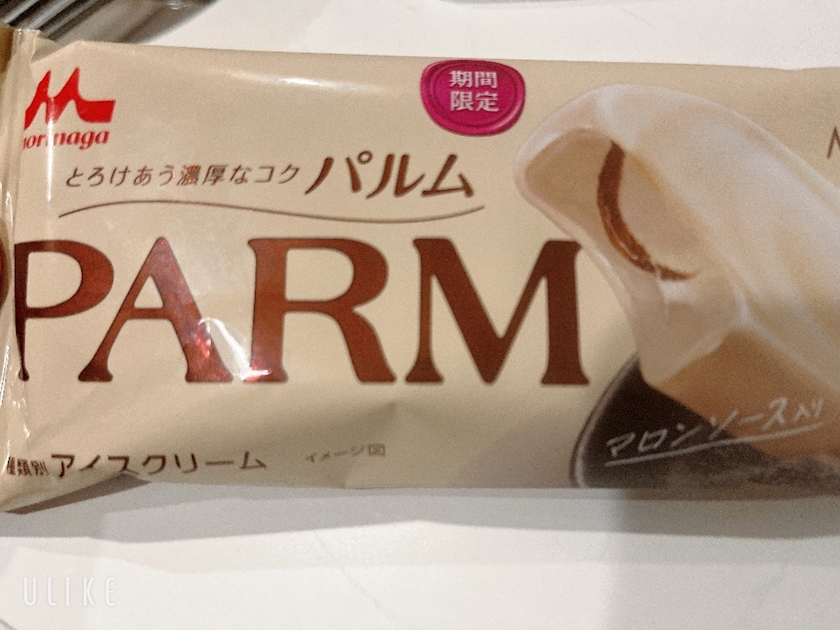 期間
限定
morinaga
とろけあう濃厚なコク パルム
PARM
マロンソース入り
種類別 アイスクリーム イメージ図
ULIKE